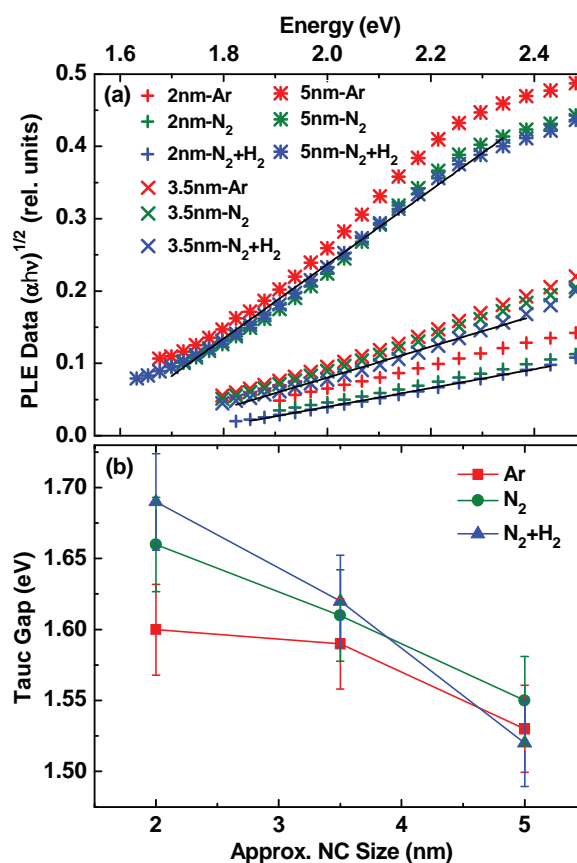 Energy (eV)
1.6 1.8 2.0 2.2 2.4
(a)
2nm-Ar 5nm-Ar
2nm-N₂ 5nm-N₂
2nm-N₂+H₂ 5nm-N₂+H₂
3.5nm-Ar
3.5nm-N₂
3.5nm-N₂+H₂
PLE Data (αhν)^1/2 (rel. units)
0.5
0.4
0.3
0.2
0.1
0.0
(b)
Ar
N₂
N₂+H₂
Tauc Gap (eV)
1.70
1.65
1.60
1.55
1.50
2 3 4 5
Approx. NC Size (nm)